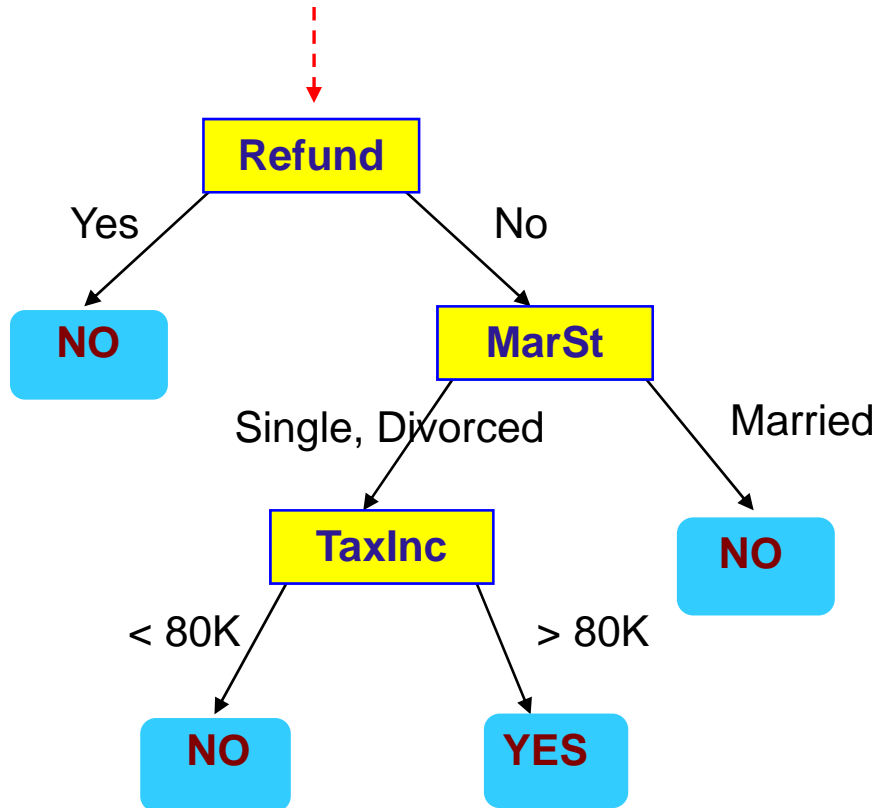 Refund
Yes
No
NO
MarSt
Single, Divorced
Married
TaxInc
NO
< 80K
> 80K
NO
YES